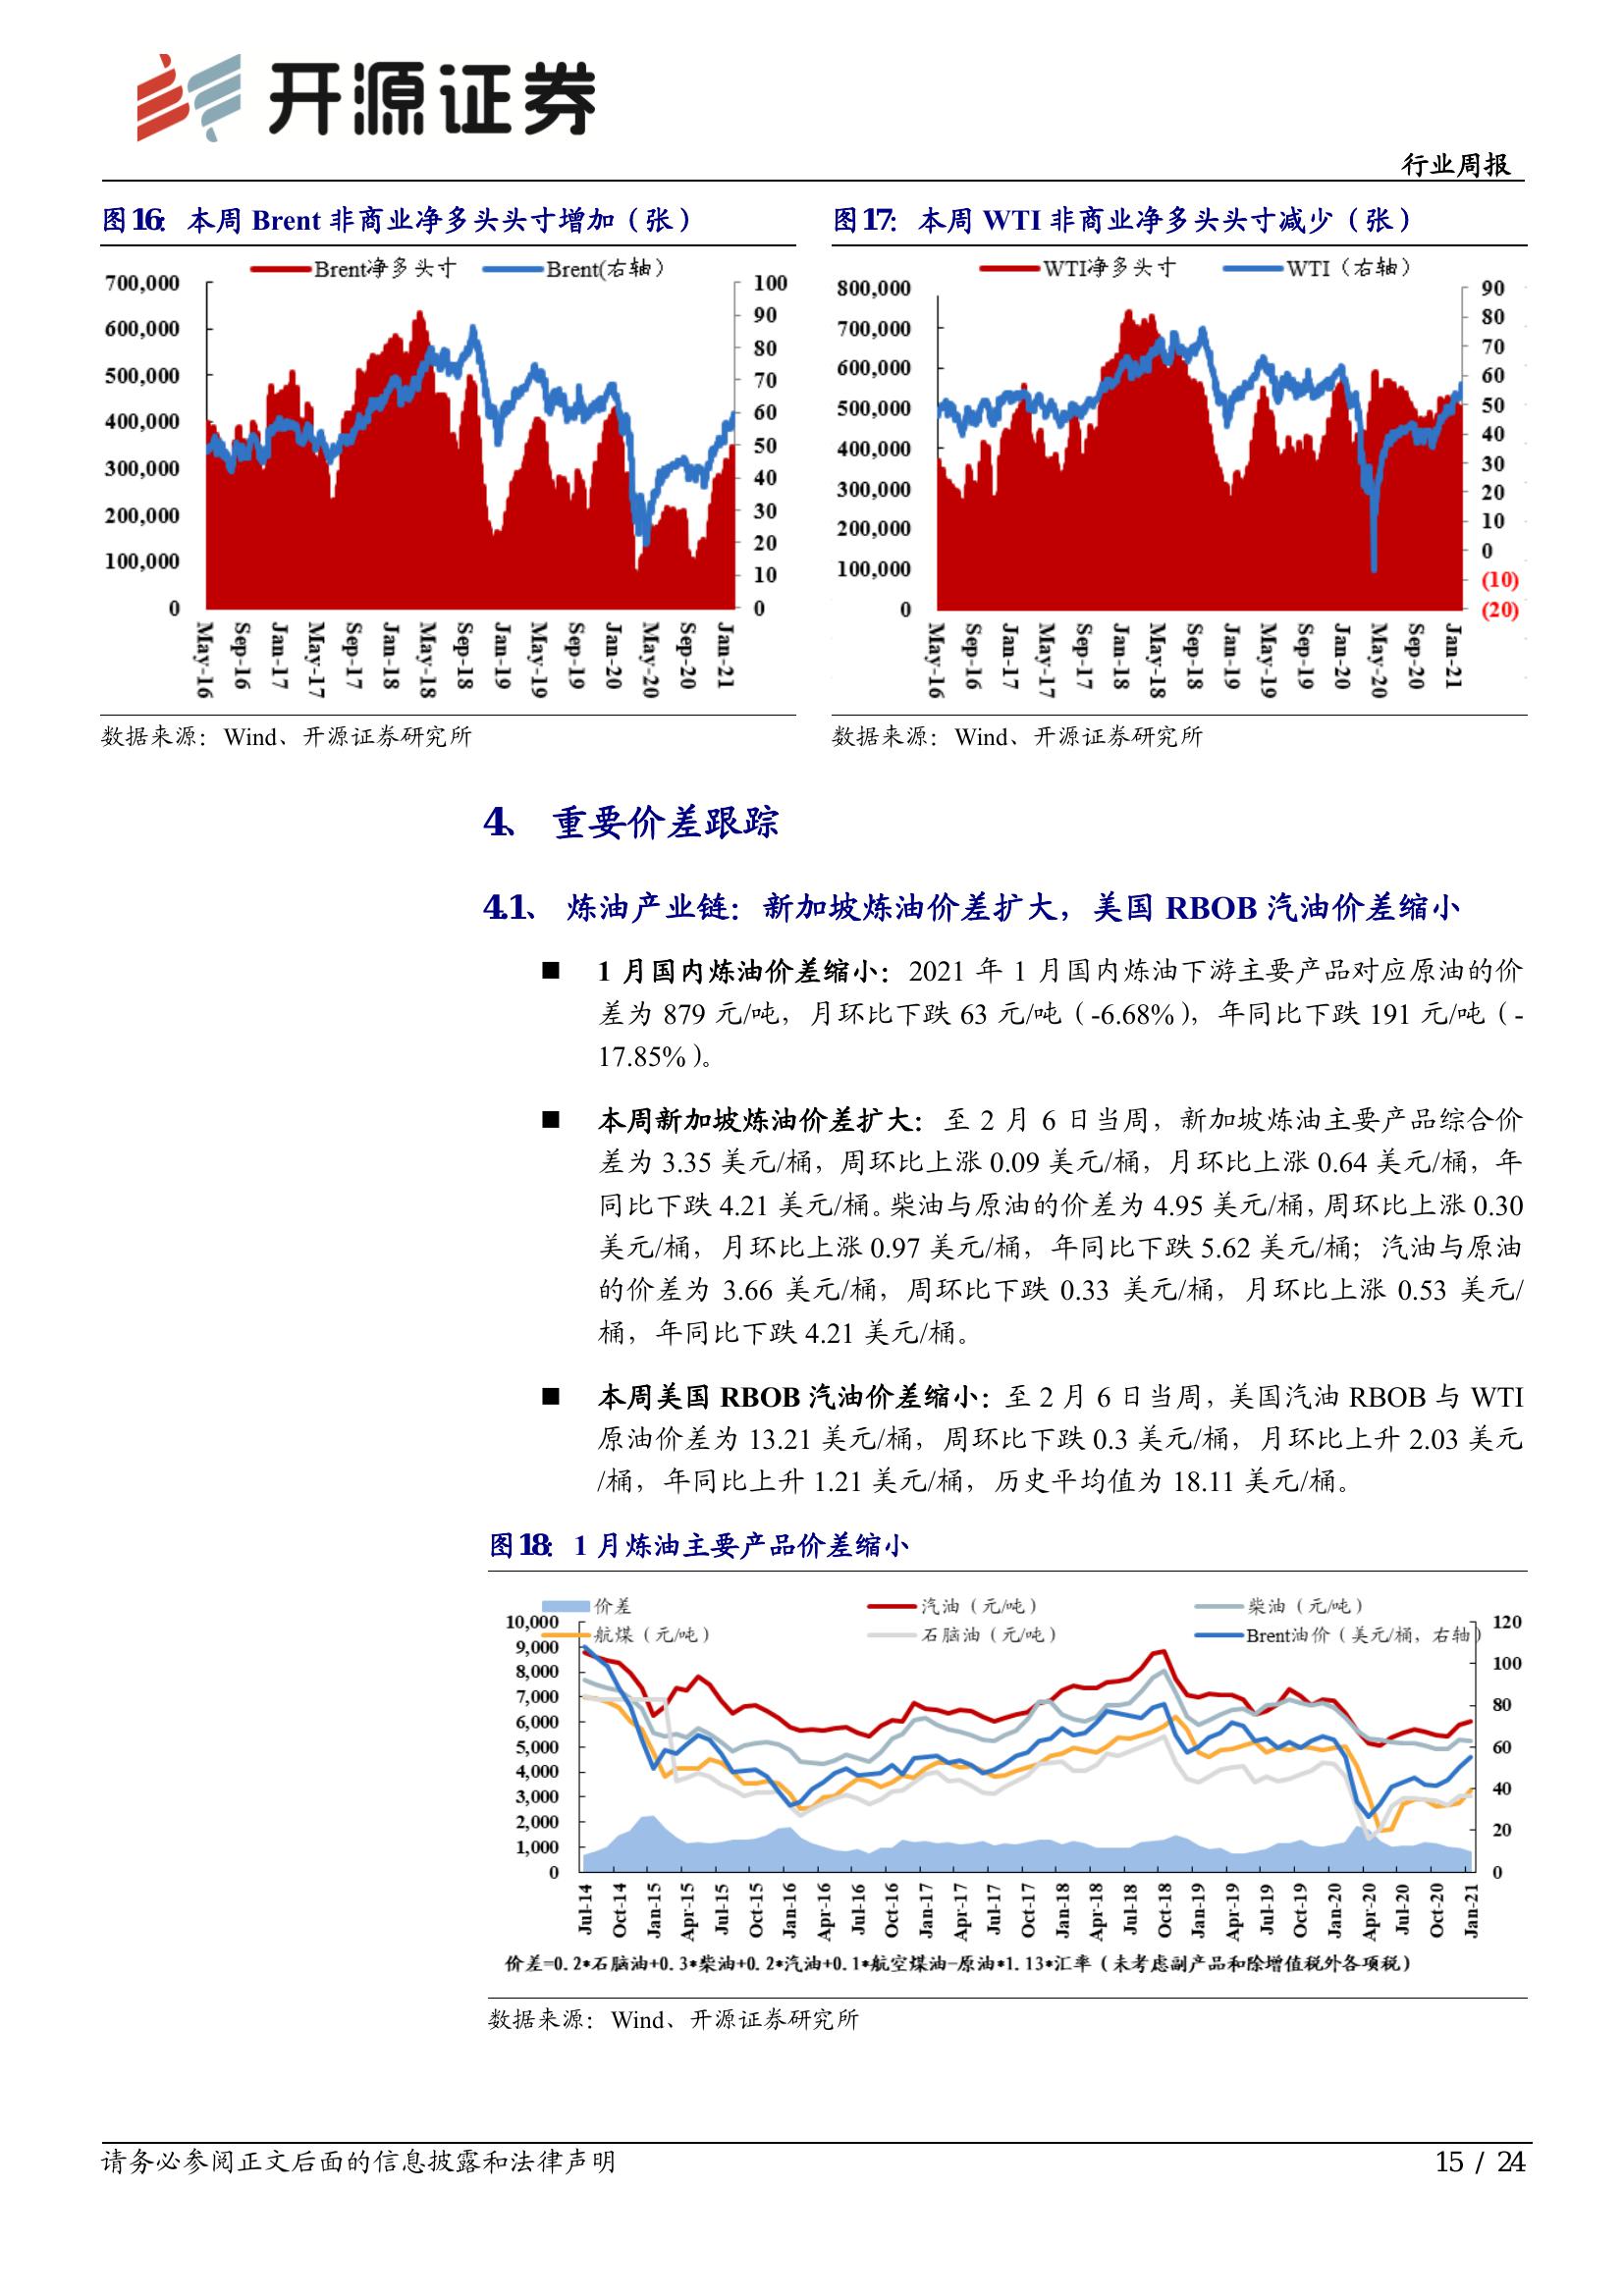 开源证券
行业周报
图16： 本周 Brent 非商业净多头头寸增加（张）
Brent净多头寸 Brent(右轴）
700,000
600,000
500,000
400,000
300,000
200,000
100,000
0
100
90
80
70
60
50
40
30
20
10
0
May-16 Sep-16 Jan-17 May-17 Sep-17 Jan-18 May-18 Sep-18 Jan-19 May-19 Sep-19 Jan-20 May-20 Sep-20 Jan-21
数据来源：Wind、开源证券研究所
图17： 本周 WTI 非商业净多头头寸减少（张）
WTI净多头寸 WTI（右轴）
800,000
700,000
600,000
500,000
400,000
300,000
200,000
100,000
0
90
80
70
60
50
40
30
20
10
0
(10)
(20)
May-16 Sep-16 Jan-17 May-17 Sep-17 Jan-18 May-18 Sep-18 Jan-19 May-19 Sep-19 Jan-20 May-20 Sep-20 Jan-21
数据来源：Wind、开源证券研究所
4、 重要价差跟踪
4.1、 炼油产业链：新加坡炼油价差扩大，美国 RBOB 汽油价差缩小
■ 1 月国内炼油价差缩小：2021 年 1 月国内炼油下游主要产品对应原油的价
差为 879 元/吨，月环比下跌 63 元/吨（-6.68%），年同比下跌 191 元/吨（-
17.85%）。
■ 本周新加坡炼油价差扩大：至 2 月 6 日当周，新加坡炼油主要产品综合价
差为 3.35 美元/桶，周环比上涨 0.09 美元/桶，月环比上涨 0.64 美元/桶，年
同比下跌 4.21 美元/桶。柴油与原油的价差为 4.95 美元/桶，周环比上涨 0.30
美元/桶，月环比上涨 0.97 美元/桶，年同比下跌 5.62 美元/桶；汽油与原油
的价差为 3.66 美元/桶，周环比下跌 0.33 美元/桶，月环比上涨 0.53 美元/
桶，年同比下跌 4.21 美元/桶。
■ 本周美国 RBOB 汽油价差缩小：至 2 月 6 日当周，美国汽油 RBOB 与 WTI
原油价差为 13.21 美元/桶，周环比下跌 0.3 美元/桶，月环比上升 2.03 美元
/桶，年同比上升 1.21 美元/桶，历史平均值为 18.11 美元/桶。
图18： 1 月炼油主要产品价差缩小
价差 汽油（元/吨） 柴油（元/吨）
航煤（元/吨） 石脑油（元/吨） Brent油价（美元/桶，右轴）
10,000
9,000
8,000
7,000
6,000
5,000
4,000
3,000
2,000
1,000
0
120
100
80
60
40
20
0
Jul-14 Oct-14 Jan-15 Apr-15 Jul-15 Oct-15 Jan-16 Apr-16 Jul-16 Oct-16 Jan-17 Apr-17 Jul-17 Oct-17 Jan-18 Apr-18 Jul-18 Oct-18 Jan-19 Apr-19 Jul-19 Oct-19 Jan-20 Apr-20 Jul-20 Oct-20 Jan-21
价差=0.2*石脑油+0.3*柴油+0.2*汽油+0.1*航空煤油-原油*1.13*汇率（未考虑副产品和除增值税外各项税）
数据来源：Wind、开源证券研究所
请务必参阅正文后面的信息披露和法律声明
15 / 24